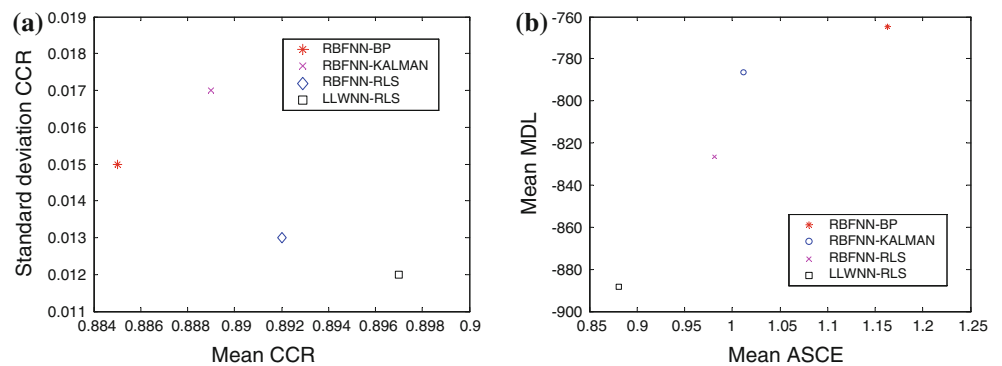 (a)
Standard deviation CCR
0.019
0.018
0.017
0.016
0.015
0.014
0.013
0.012
0.011
RBFNN-BP
RBFNN-KALMAN
RBFNN-RLS
LLWNN-RLS
0.884 0.886 0.888 0.89 0.892 0.894 0.896 0.898 0.9
Mean CCR
(b)
Mean MDL
-760
-780
-800
-820
-840
-860
-880
-900
RBFNN-BP
RBFNN-KALMAN
RBFNN-RLS
LLWNN-RLS
0.85 0.9 0.95 1 1.05 1.1 1.15 1.2 1.25
Mean ASCE